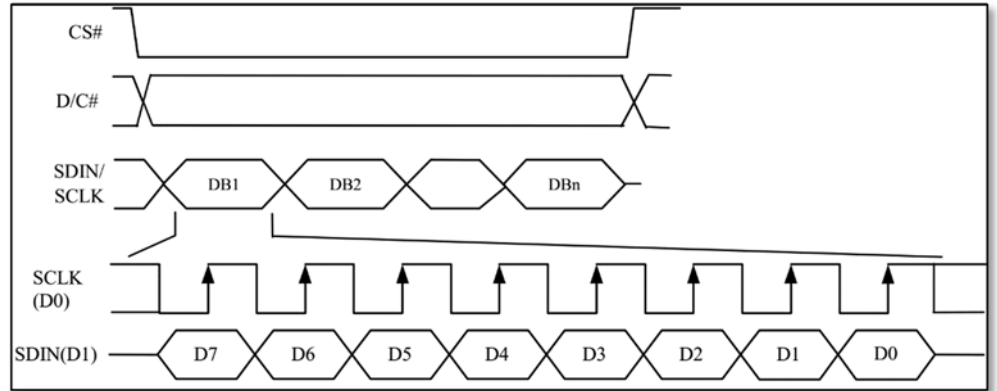 CS#
D/C#
SDIN/
SCLK
DB1 DB2 DBn
SCLK
(D0)
SDIN(D1) D7 D6 D5 D4 D3 D2 D1 D0